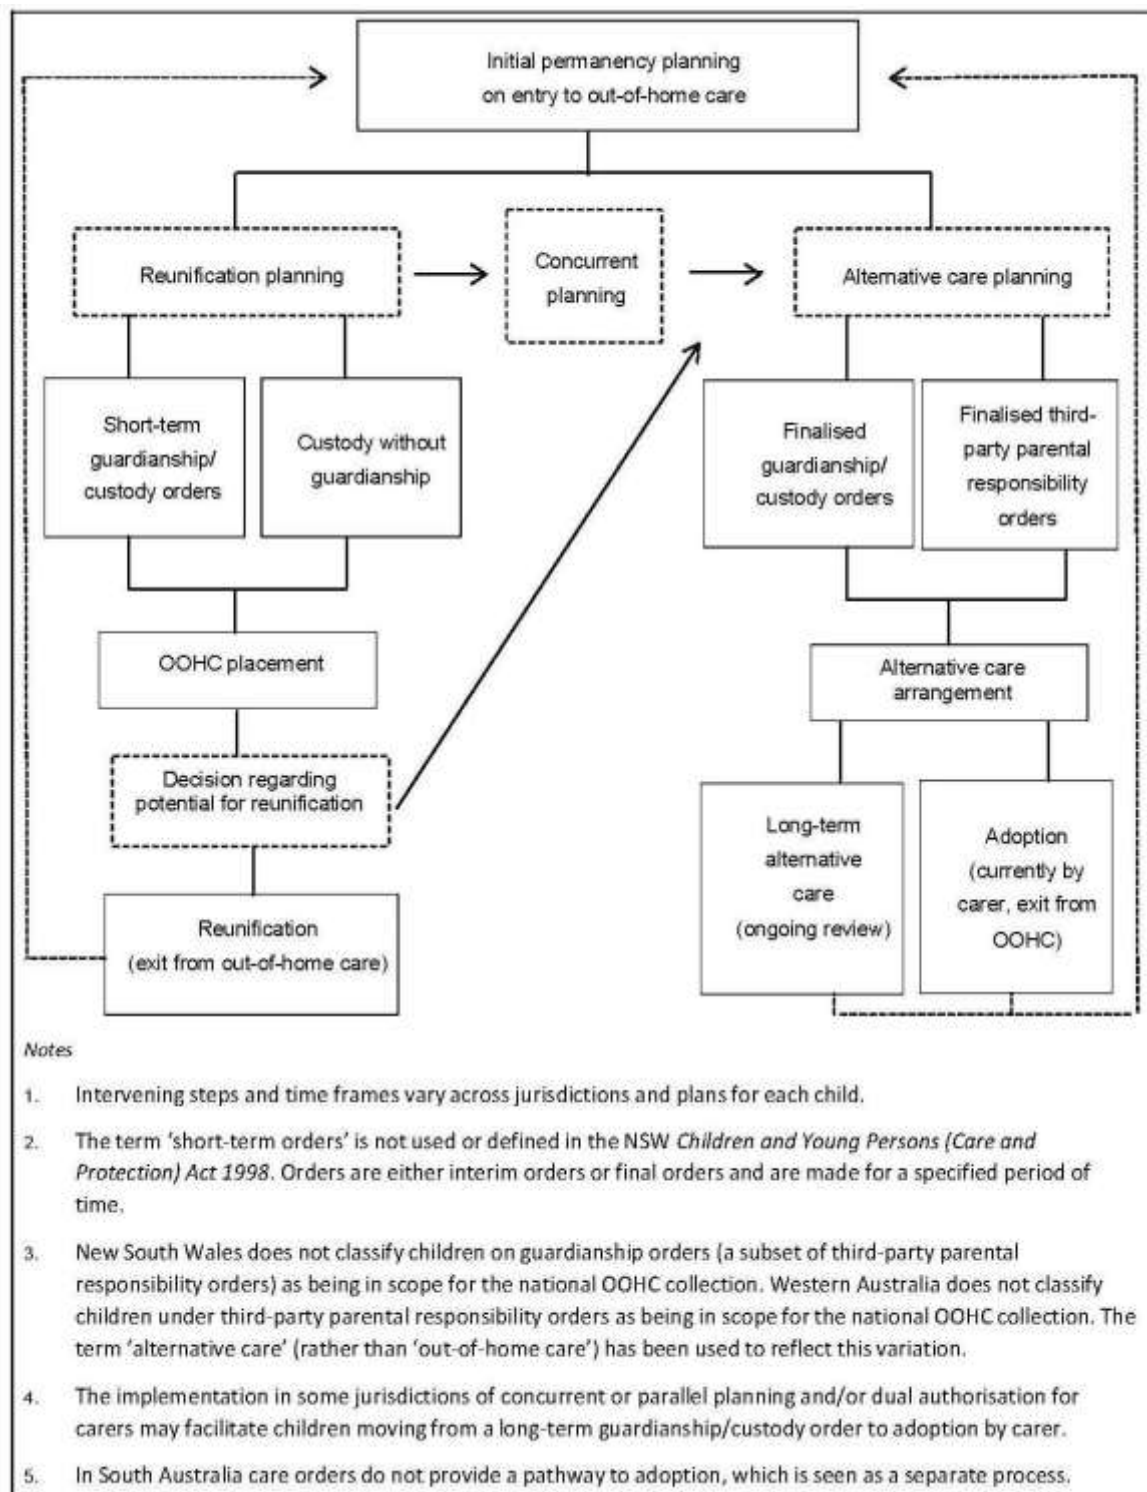 Initial permanency planning
on entry to out-of-home care
Reunification planning
Concurrent
planning
Alternative care planning
Short-term
guardianship/
custody orders
Custody without
guardianship
Finalised
guardianship/
custody orders
Finalised third-
party parental
responsibility
orders
OOHC placement
Alternative care
arrangement
Decision regarding
potential for reunification
Long-term
alternative
care
(ongoing review)
Adoption
(currently by
carer, exit from
OOHC)
Reunification
(exit from out-of-home care)
Notes
1. Intervening steps and time frames vary across jurisdictions and plans for each child.
2. The term ‘short-term orders’ is not used or defined in the NSW Children and Young Persons (Care and
Protection) Act 1998. Orders are either interim orders or final orders and are made for a specified period of
time.
3. New South Wales does not classify children on guardianship orders (a subset of third-party parental
responsibility orders) as being in scope for the national OOHC collection. Western Australia does not classify
children under third-party parental responsibility orders as being in scope for the national OOHC collection. The
term ‘alternative care’ (rather than ‘out-of-home care’) has been used to reflect this variation.
4. The implementation in some jurisdictions of concurrent or parallel planning and/or dual authorisation for
carers may facilitate children moving from a long-term guardianship/custody order to adoption by carer.
5. In South Australia care orders do not provide a pathway to adoption, which is seen as a separate process.